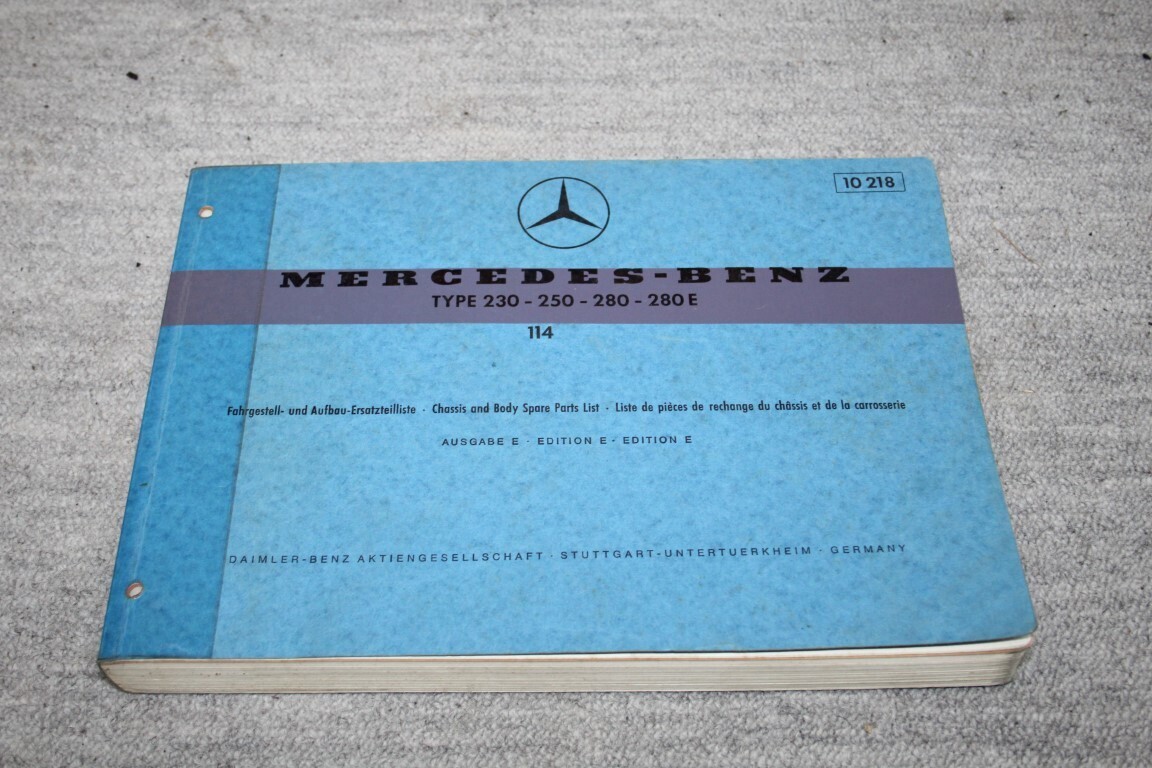 10 218
MERCEDES-BENZ
TYPE 230 - 250 - 280 - 280 E
114
Fahrgestell- und Aufbau-Ersatzteilliste · Chassis and Body Spare Parts List · Liste de pièces de rechange du châssis et de la carrosserie
AUSGABE E · EDITION E - EDITION E
DAIMLER-BENZ AKTIENGESELLSCHAFT · STUTTGART-UNTERTUERKHEIM · GERMANY